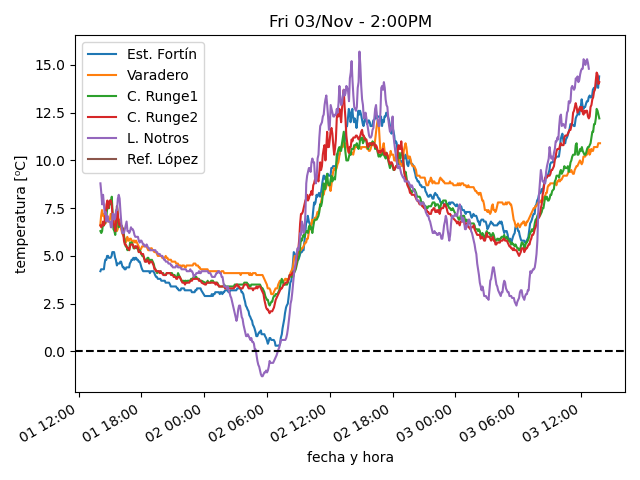 Fri 03/Nov - 2:00PM
temperatura [ºC]
15.0
12.5
10.0
7.5
5.0
2.5
0.0
Est. Fortín
Varadero
C. Runge1
C. Runge2
L. Notros
Ref. López
01 12:00
01 18:00
02 00:00
02 06:00
02 12:00
02 18:00
03 00:00
03 06:00
03 12:00
fecha y hora